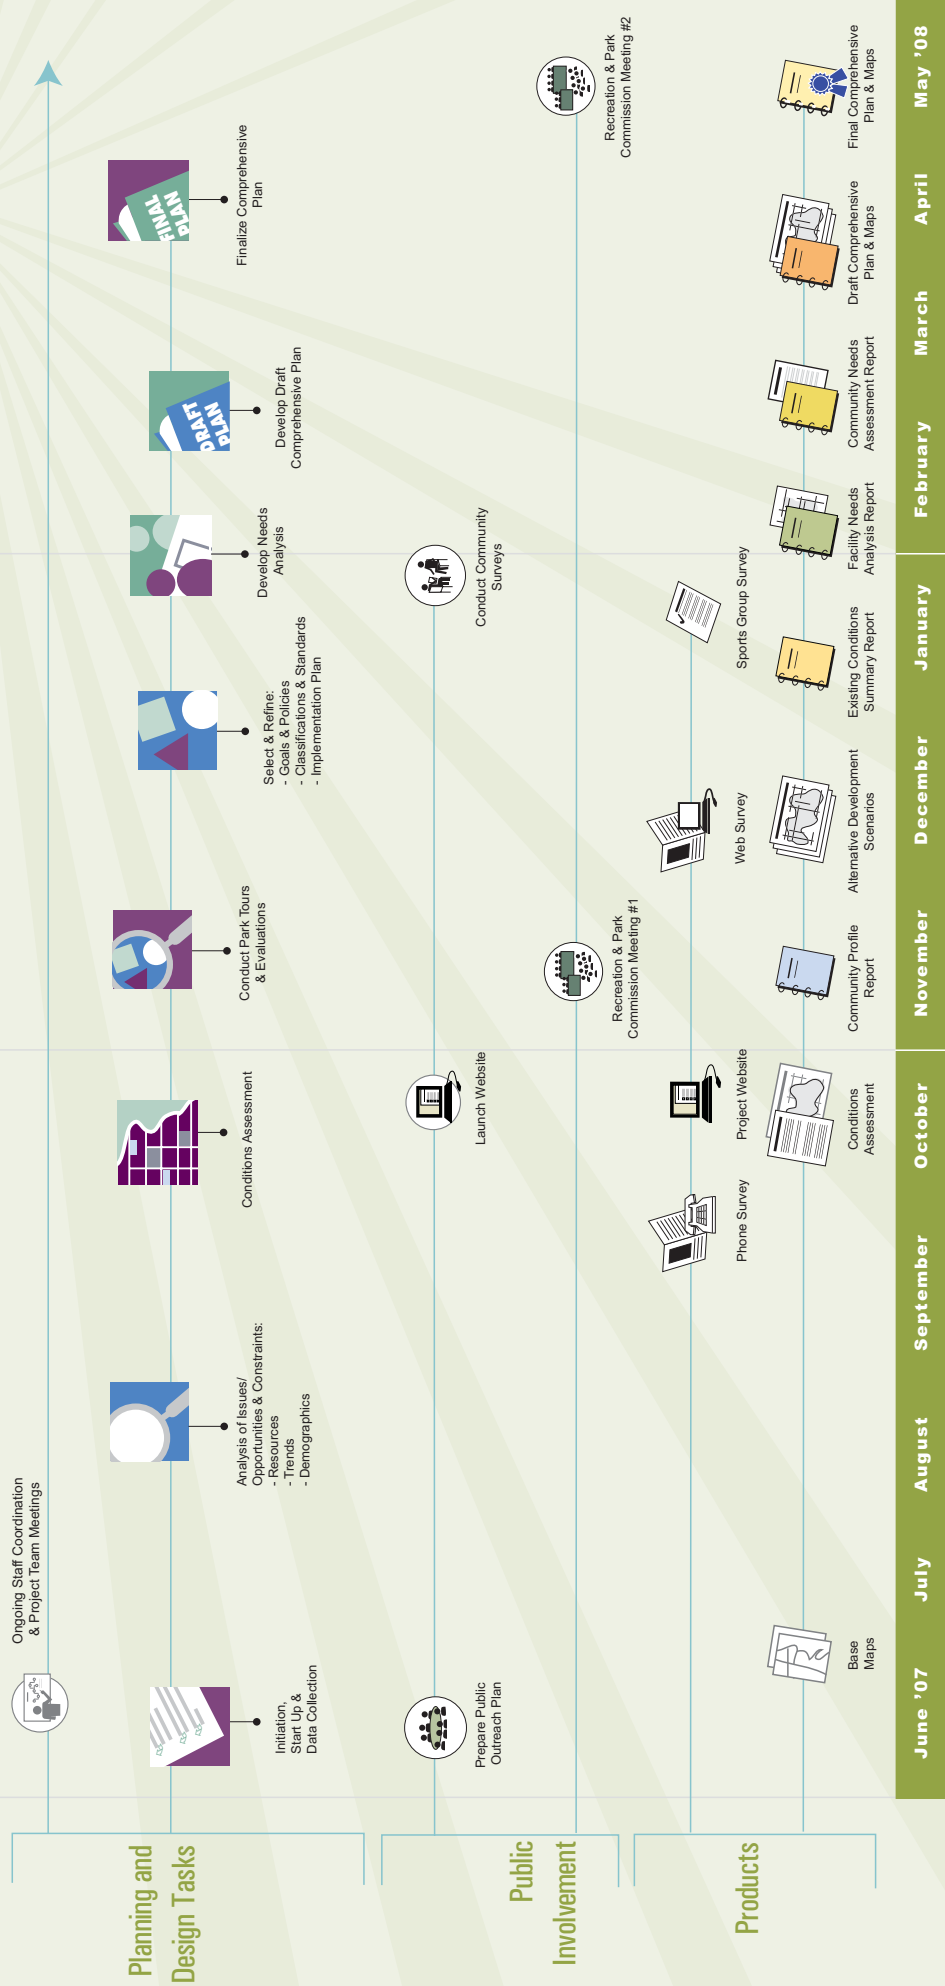 Planning and
Design Tasks
Ongoing Staff Coordination
& Project Team Meetings
Initiation,
Start Up &
Data Collection
Analysis of Issues/
Opportunities & Constraints:
- Resources
- Trends
- Demographics
Conditions Assessment
Conduct Park Tours
& Evaluations
Select & Refine:
- Goals & Policies
- Classifications & Standards
- Implementation Plan
Develop Needs
Analysis
DRAFT
PLAN
Develop Draft
Comprehensive Plan
FINAL
PLAN
Finalize Comprehensive
Plan
Public
Involvement
Prepare Public
Outreach Plan
Launch Website
Conduct Community
Surveys
Recreation & Park
Commission Meeting #1
Recreation & Park
Commission Meeting #2
Products
Phone Survey
Project Website
Web Survey
Sports Group Survey
Base
Maps
Conditions
Assessment
Community Profile
Report
Alternative Development
Scenarios
Existing Conditions
Summary Report
Facility Needs
Analysis Report
Community Needs
Assessment Report
Draft Comprehensive
Plan & Maps
Final Comprehensive
Plan & Maps
June ’07
July
August
September
October
November
December
January
February
March
April
May ’08